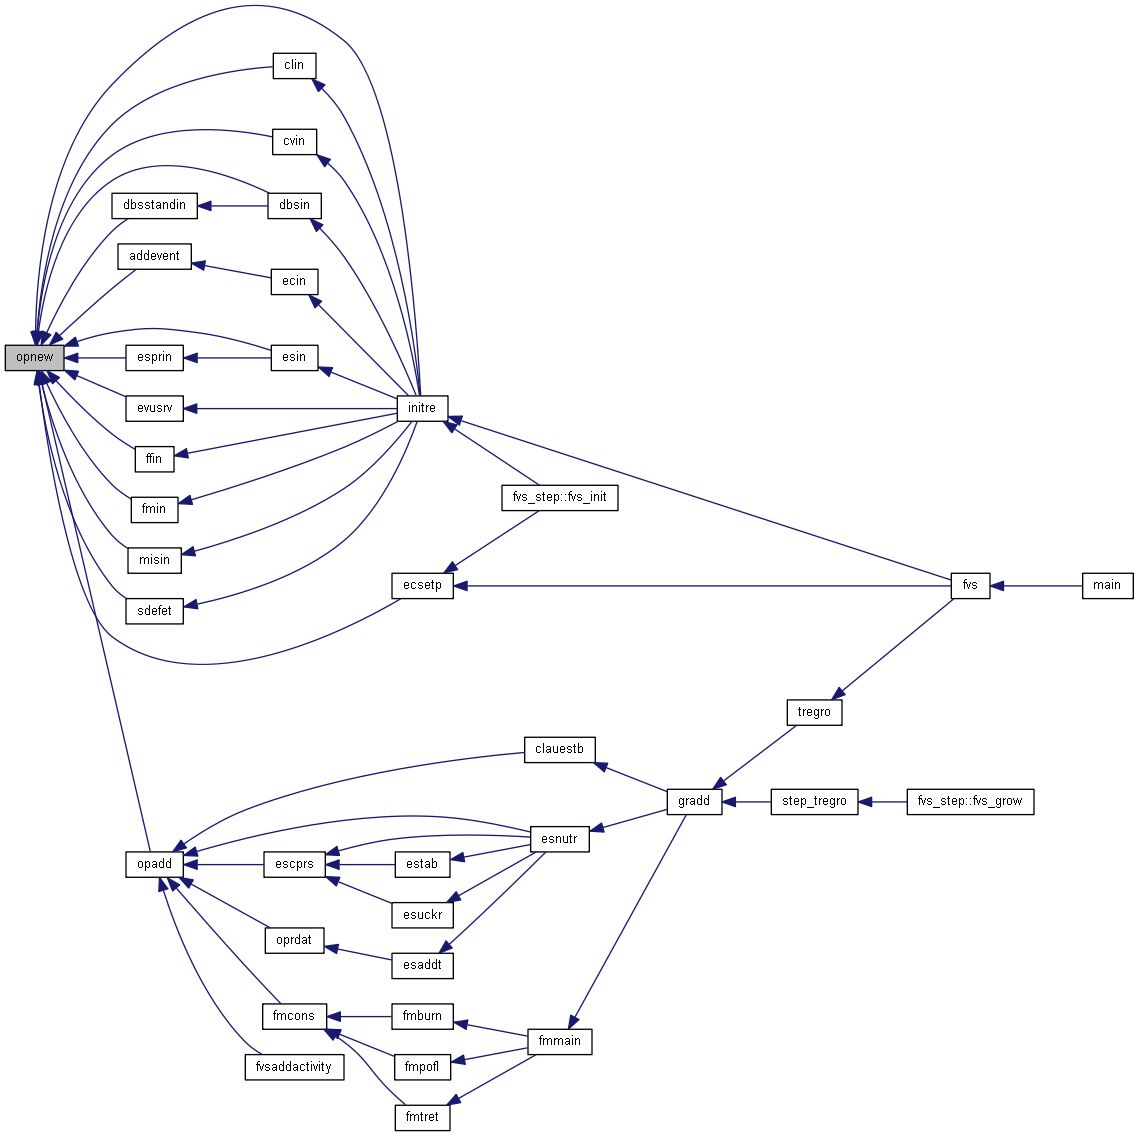 clin
cvin
dbsstandin
dbsin
addevent
ecin
opnew
esprin
esin
evusrv
initre
ffin
fmin
fvs_step::fvs_init
misin
ecsetp
fvs
main
sdefet
tregro
clauestb
gradd
step_tregro
fvs_step::fvs_grow
esnutr
opadd
escprs
estab
esuckr
oprdat
esaddt
fmcons
fmburn
fmmain
fvsaddactivity
fmpofl
fmtret